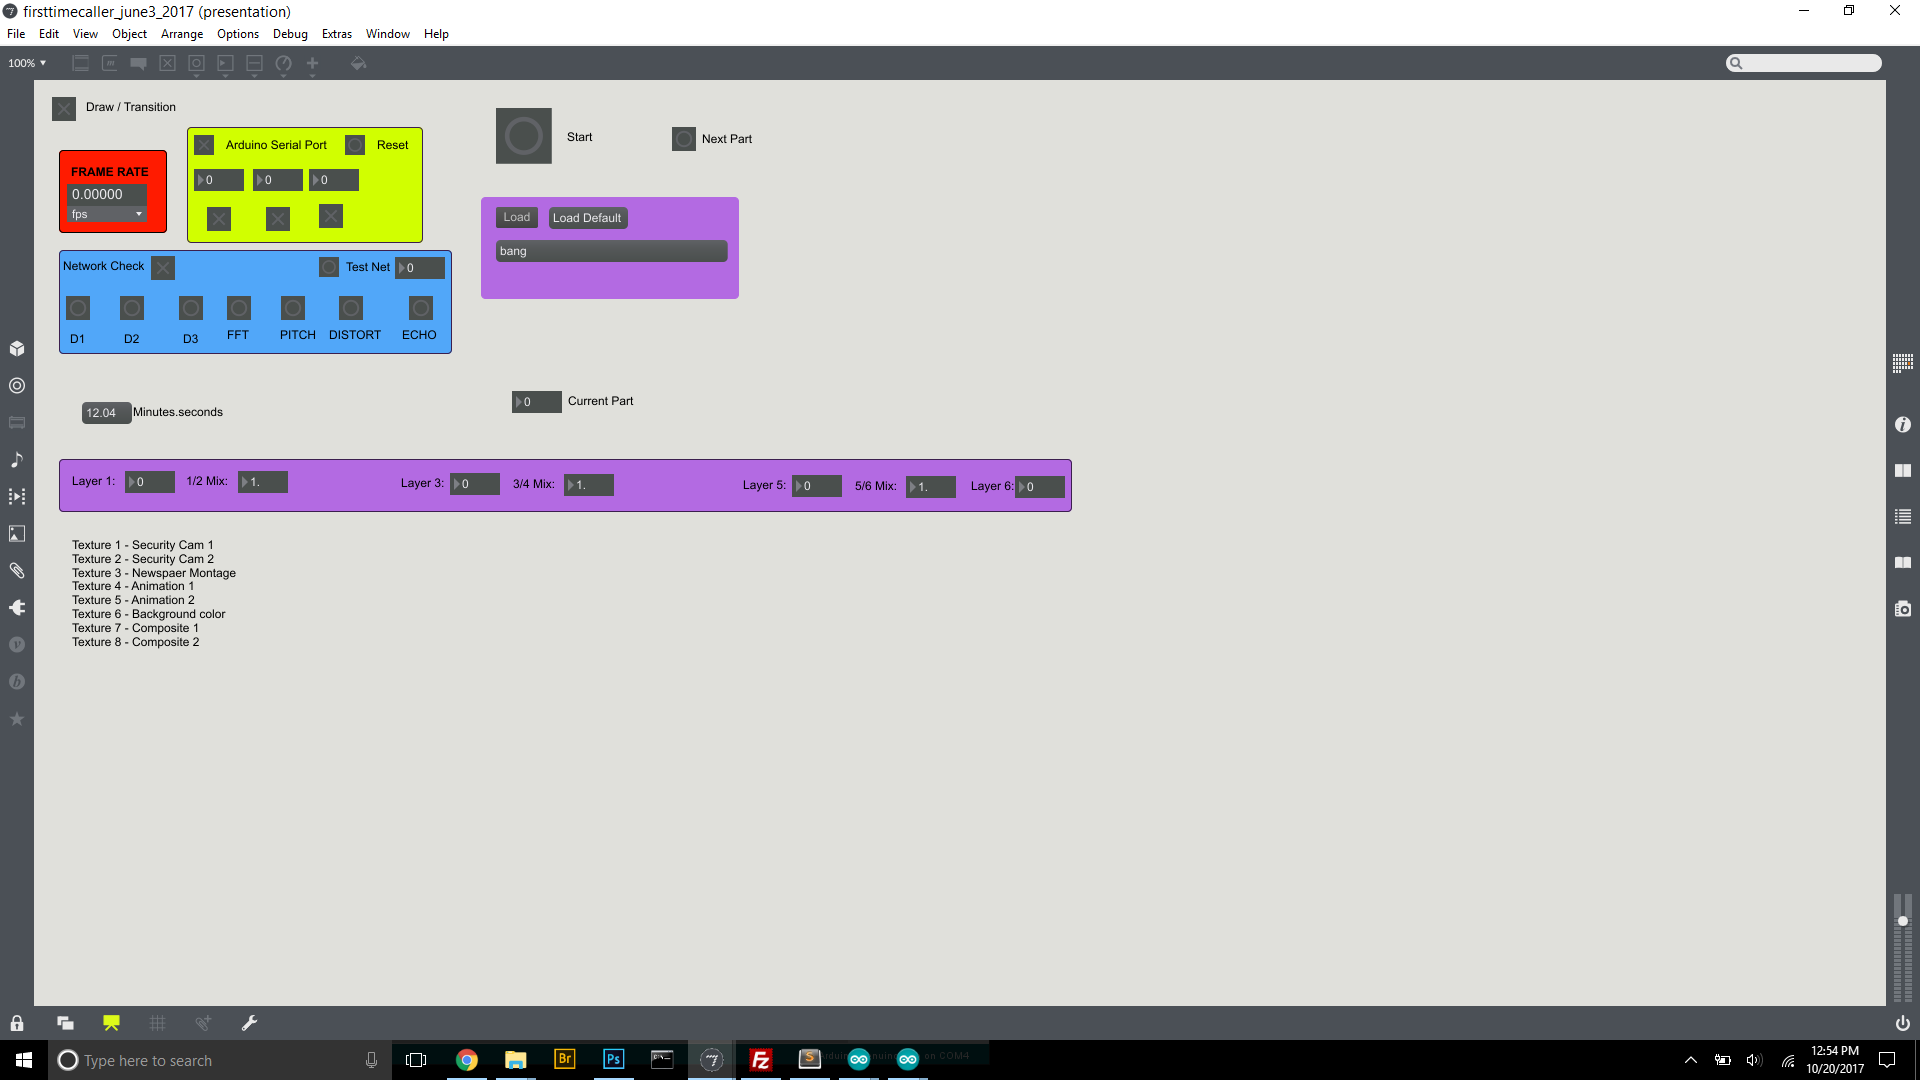 firsttimecaller_june3_2017 (presentation)
File Edit View Object Arrange Options Debug Extras Window Help
100%
Draw / Transition
Start
Next Part
Arduino Serial Port Reset
0 0 0
FRAME RATE
0.00000
fps
Load Load Default
bang
Network Check Test Net 0
D1 D2 D3 FFT PITCH DISTORT ECHO
12.04 Minutes.seconds
0 Current Part
Layer 1: 0 1/2 Mix: 1. Layer 3: 0 3/4 Mix: 1. Layer 5: 0 5/6 Mix: 1. Layer 6: 0
Texture 1 - Security Cam 1
Texture 2 - Security Cam 2
Texture 3 - Newspaer Montage
Texture 4 - Animation 1
Texture 5 - Animation 2
Texture 6 - Background color
Texture 7 - Composite 1
Texture 8 - Composite 2
Type here to search
Br
Ps
Fz
S
on COM4
12:54 PM
10/20/2017